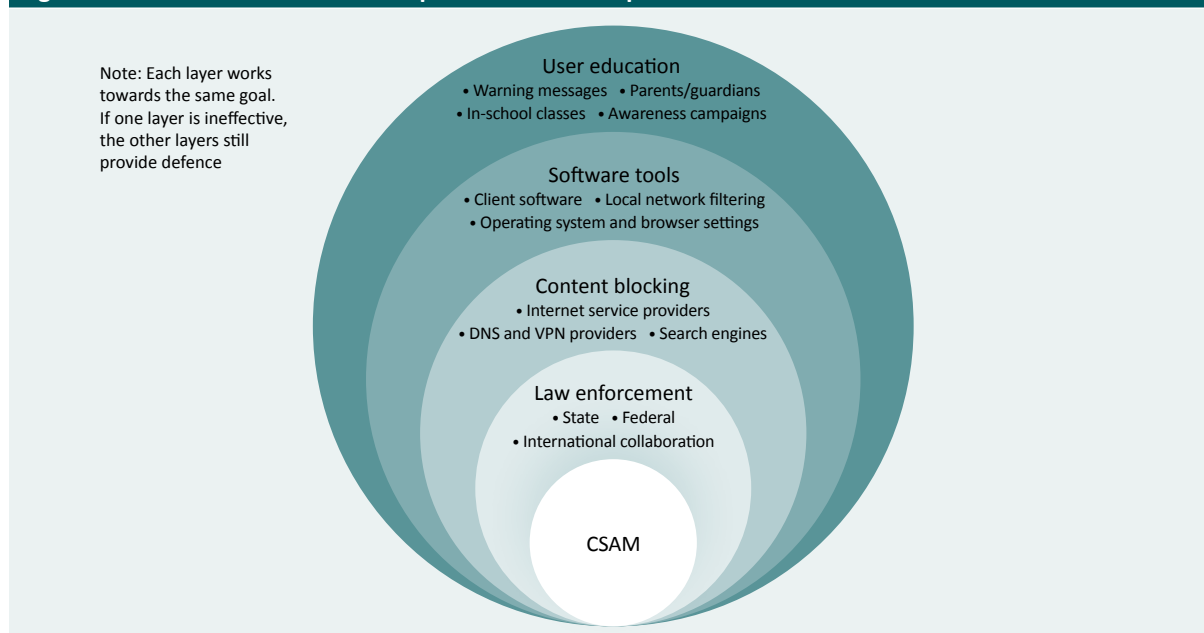 Note: Each layer works
towards the same goal.
If one layer is ineffective,
the other layers still
provide defence
User education
• Warning messages • Parents/guardians
• In-school classes • Awareness campaigns
Software tools
• Client software • Local network filtering
• Operating system and browser settings
Content blocking
• Internet service providers
• DNS and VPN providers • Search engines
Law enforcement
• State • Federal
• International collaboration
CSAM